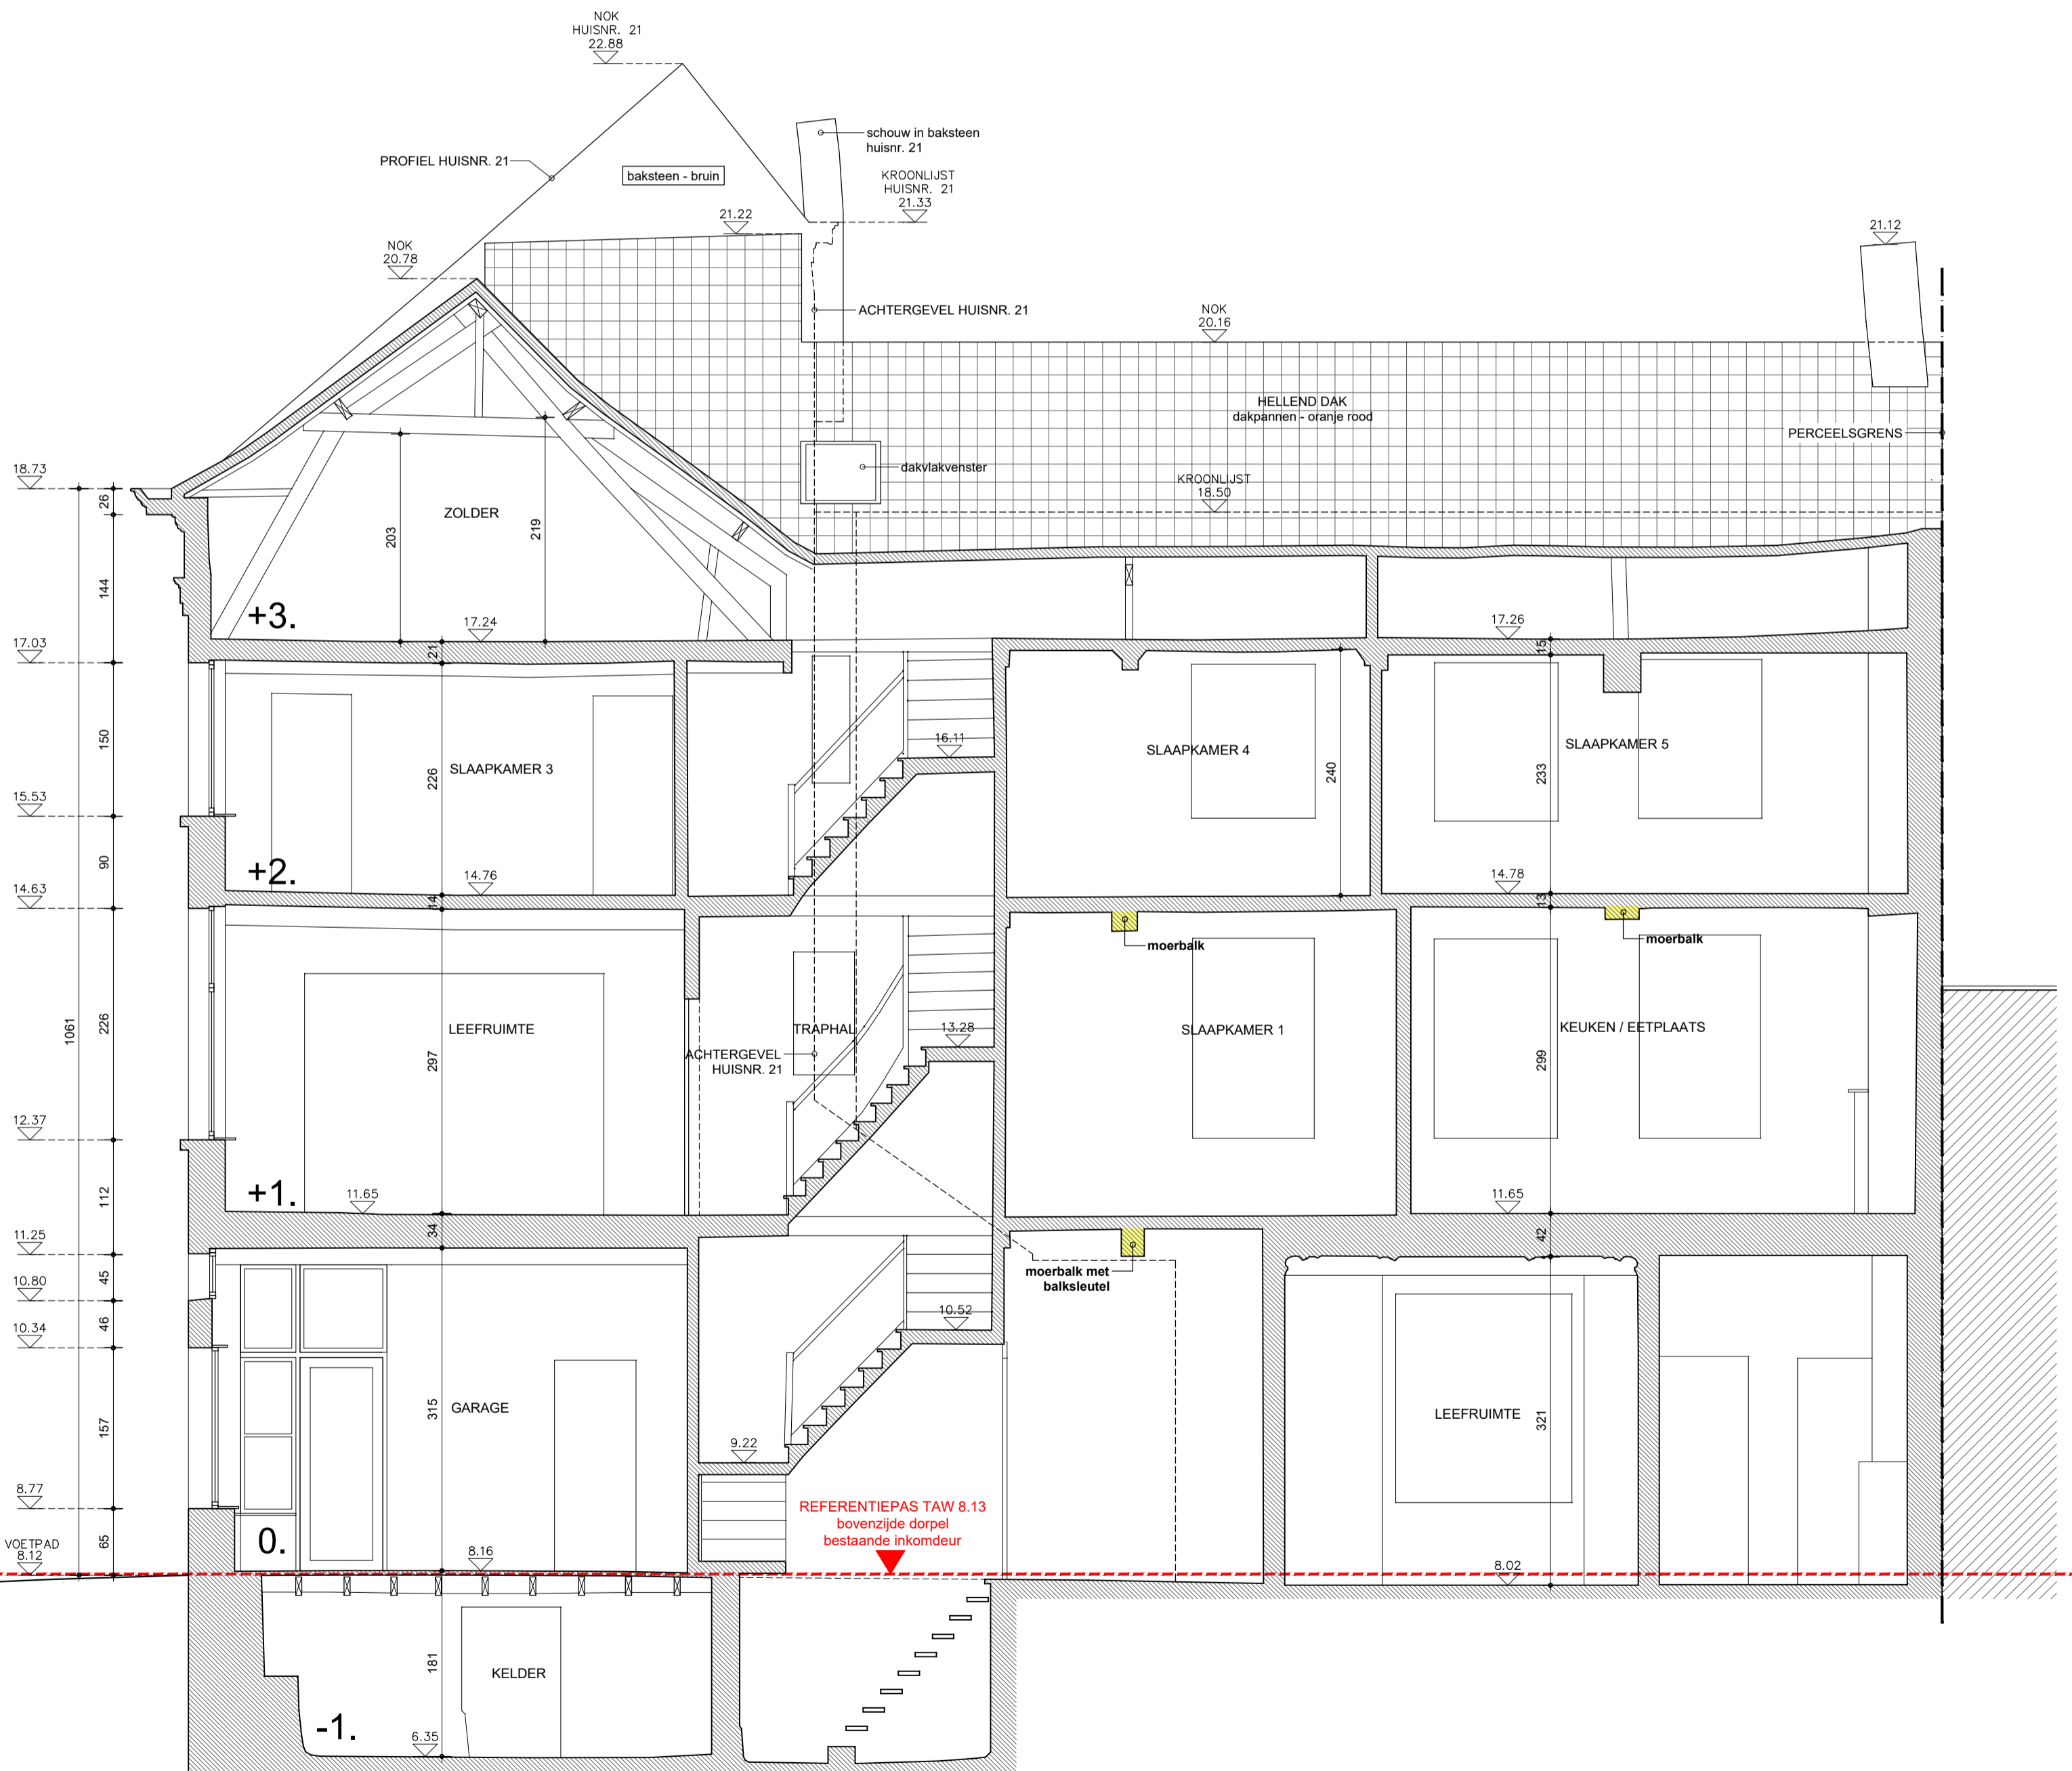 NOK
HUISNR. 21
22.88
schouw in baksteen
huisnr. 21
PROFIEL HUISNR. 21
baksteen - bruin
KROONLIJST
HUISNR. 21
21.33
21.22
21.12
NOK
20.78
ACHTERGEVEL HUISNR. 21
NOK
20.16
HELLEND DAK
dakpannen - oranje rood
PERCEELSGRENS
dakvlakvenster
KROONLIJST
18.50
18.73
26
ZOLDER
203
219
144
+3.
17.24
17.26
17.03
21
15
150
226
SLAAPKAMER 3
16.11
SLAAPKAMER 4
240
SLAAPKAMER 5
233
15.53
90
+2.
14.76
14.78
14.63
14
13
moerbalk
moerbalk
1061
226
LEEFRUIMTE
297
TRAPHAL
13.28
SLAAPKAMER 1
KEUKEN / EETPLAATS
299
ACHTERGEVEL
HUISNR. 21
12.37
112
+1.
11.65
11.65
34
42
11.25
45
10.80
46
10.34
moerbalk met
balksleutel
10.52
157
315
GARAGE
LEEFRUIMTE
321
9.22
8.77
65
0.
REFERENTIEPAS TAW 8.13
bovenzijde dorpel
bestaande inkomdeur
VOETPAD
8.12
8.16
8.02
181
KELDER
-1.
6.35